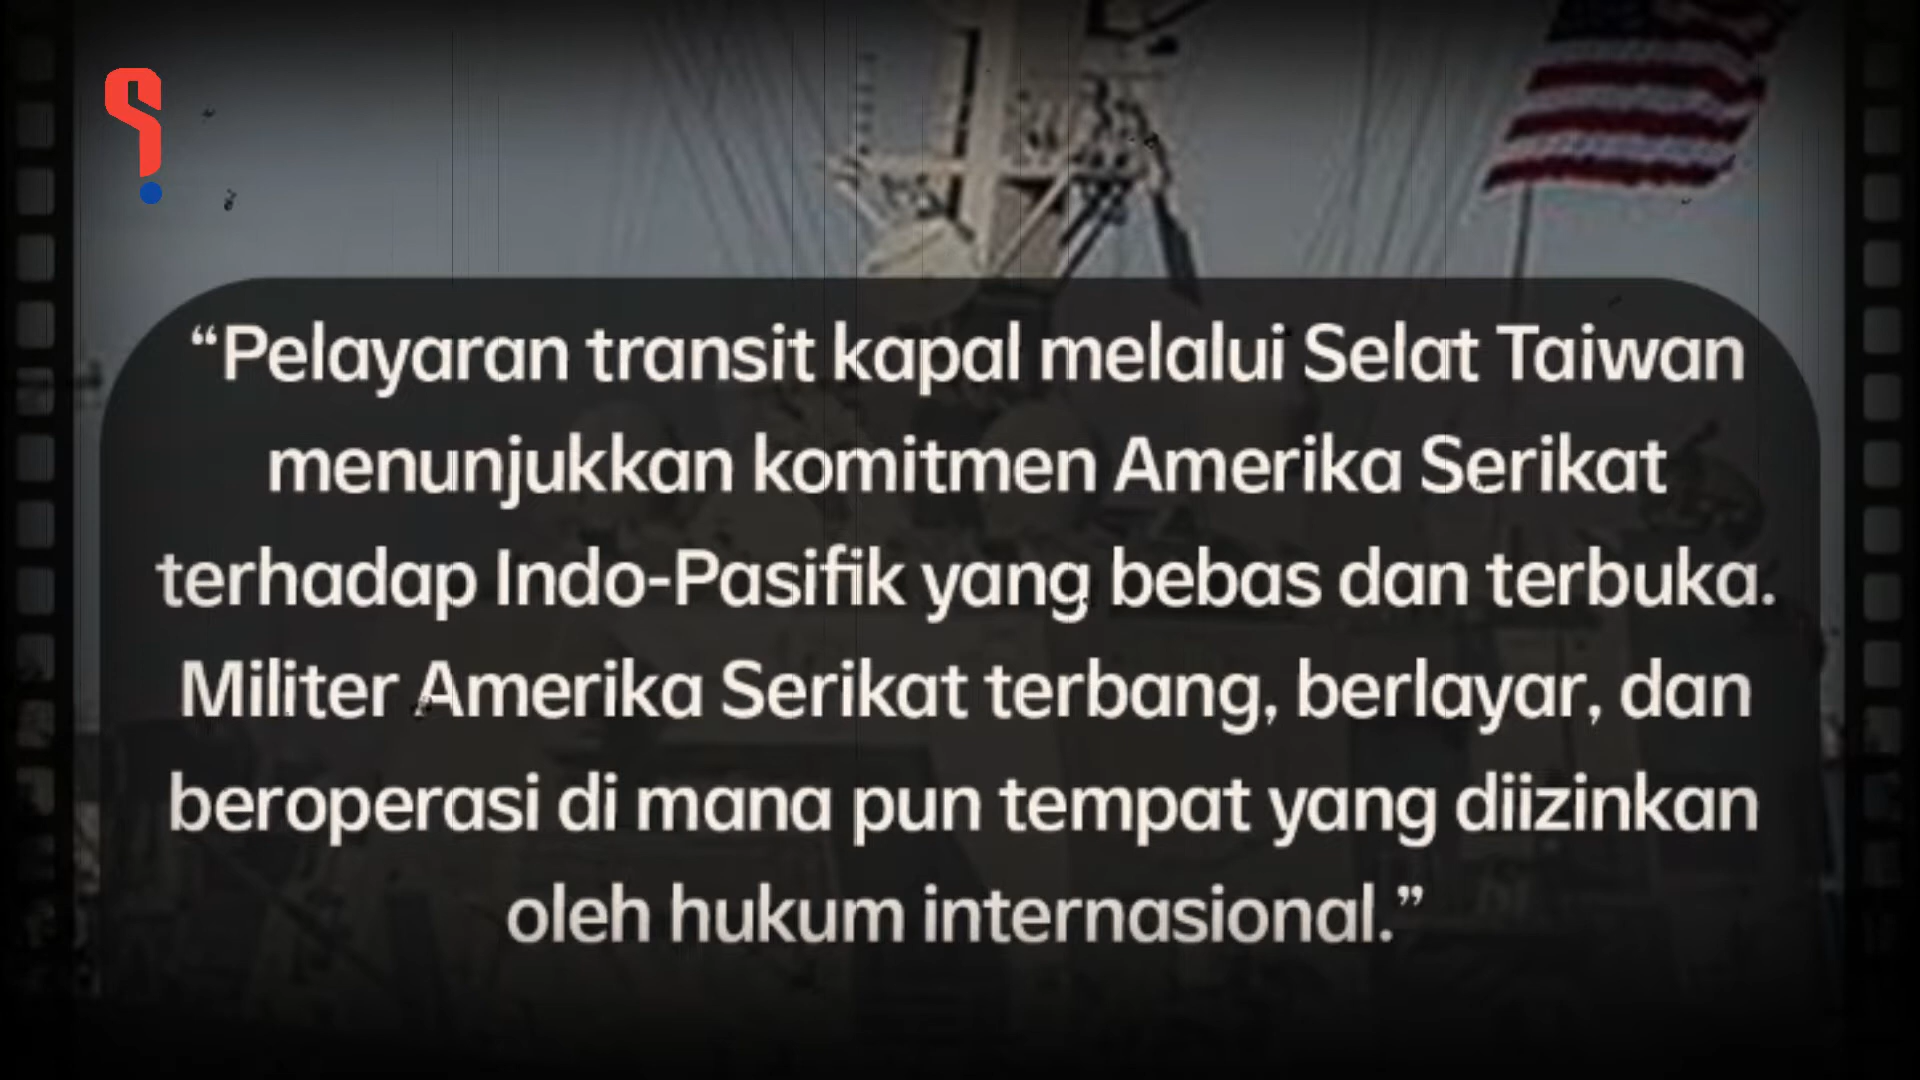 “Pelayaran transit kapal melalui Selat Taiwan
menunjukkan komitmen Amerika Serikat
terhadap Indo-Pasifik yang bebas dan terbuka.
Militer Amerika Serikat terbang, berlayar, dan
beroperasi di mana pun tempat yang diizinkan
oleh hukum internasional.”